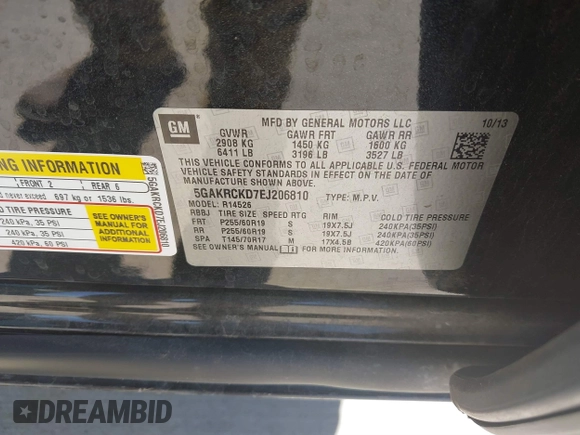 MFD BY GENERAL MOTORS LLC 10/13
GM
GVWR GAWR FRT GAWR RR
2908 KG 1450 KG 1600 KG
6411 LB 3196 LB 3527 LB
THIS VEHICLE CONFORMS TO ALL APPLICABLE U.S. FEDERAL MOTOR
VEHICLE SAFETY STANDARDS IN EFFECT ON THE DATE OF
MANUFACTURE SHOWN ABOVE.
5GAKRCKD7EJ206810 TYPE: M.P.V.
MODEL: R14526
RBBJ TIRE SIZE SPEED RTG RIM COLD TIRE PRESSURE
FRT P255/60R19 S 19X7.5J 240KPA(35PSI)
RR P255/60R19 S 19X7.5J 240KPA(35PSI)
SPA T145/70R17 M 17X4.5B 420KPA(60PSI)
SEE OWNER'S MANUAL FOR MORE INFORMATION.
NG INFORMATION
FRONT 2 REAR 6
never exceed 697 kg or 1536 lbs.
COLD TIRE PRESSURE
240 kPa, 35 PSI
240 kPa, 35 PSI
420 kPa, 60 PSI
SEE OWNER'S
MANUAL FOR
ADDITIONAL
INFORMATION
5GAKRCKD7EJ206810
DREAMBID